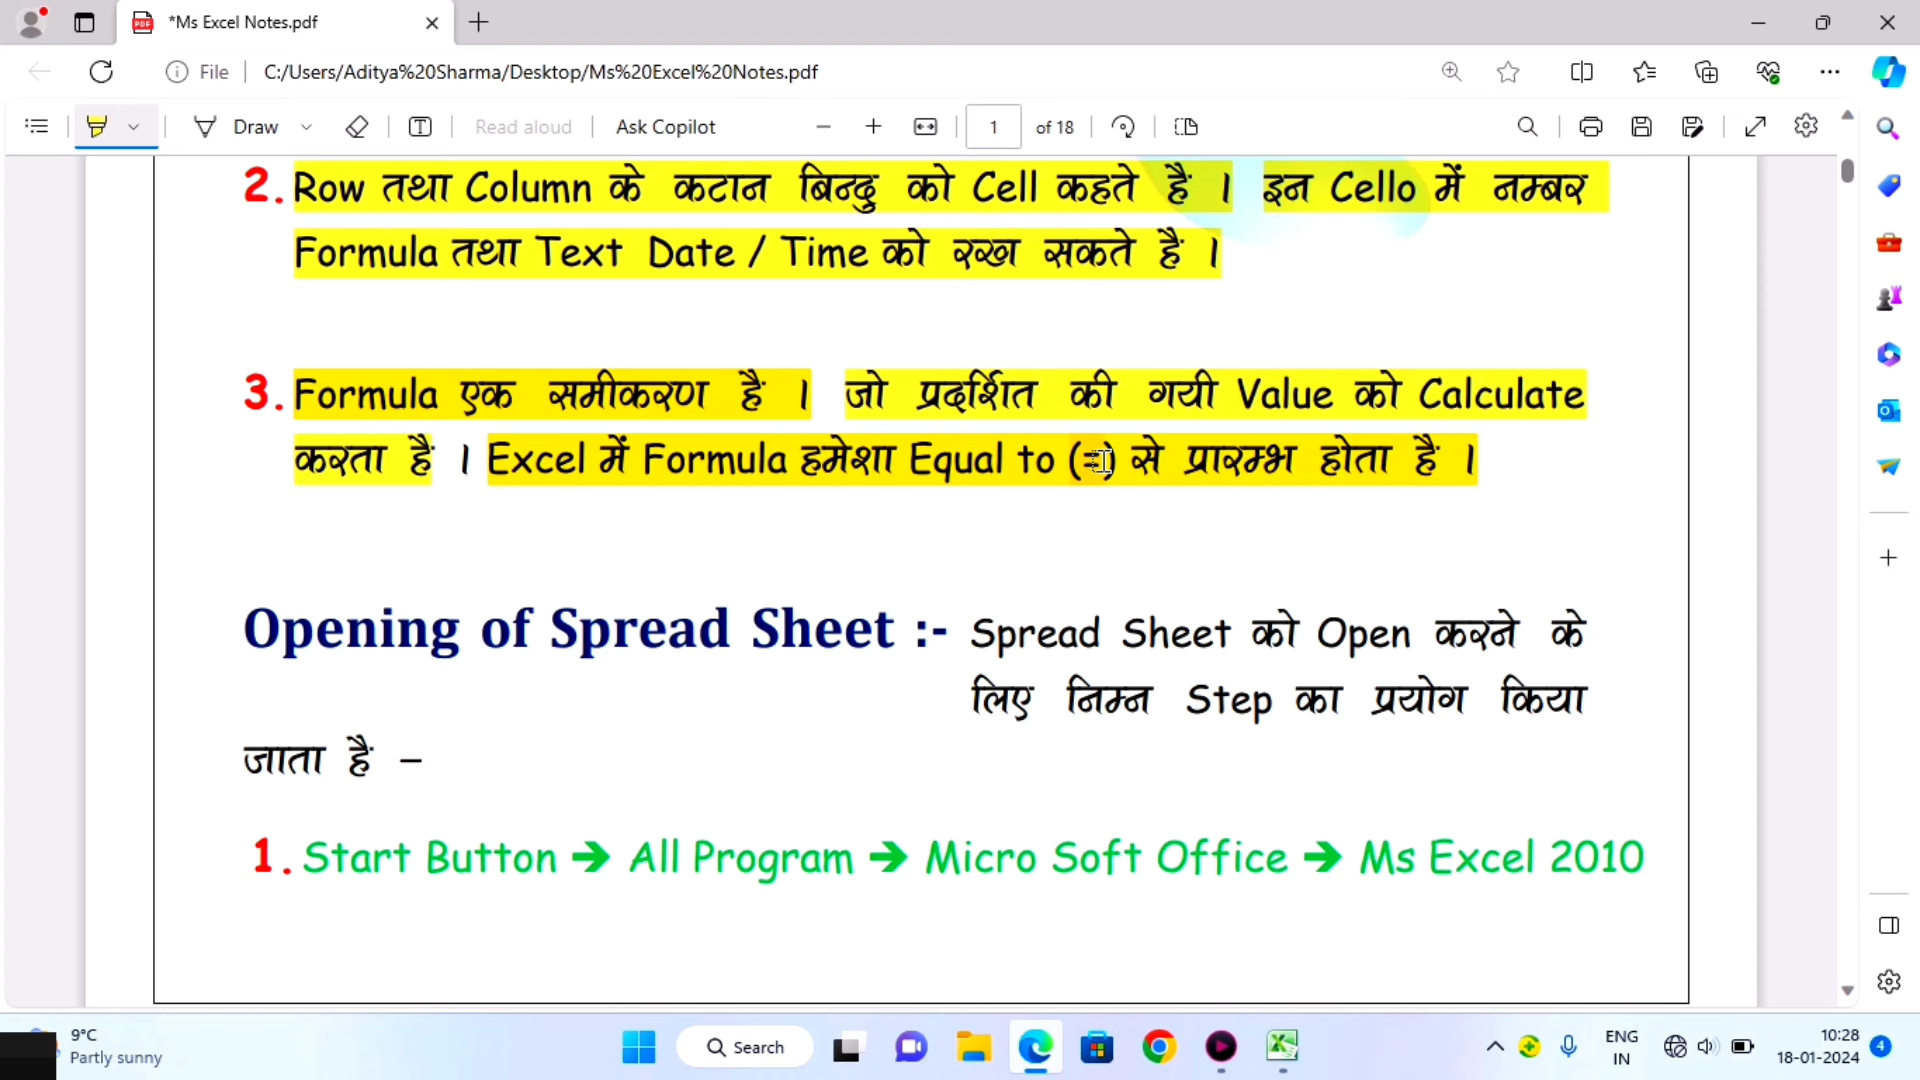 *Ms Excel Notes.pdf
File
C:/Users/Aditya%20Sharma/Desktop/Ms%20Excel%20Notes.pdf
Draw
Read aloud
Ask Copilot
1
of 18
2. Row तथा Column के कटान बिन्दु को Cell कहते है । इन Cello में नम्बर
Formula तथा Text Date / Time को रख सकते है ।
3. Formula एक समीकरण है । जो प्रदर्शित की गयी Value को Calculate
करता है । Excel में Formula हमेशा Equal to (=) से प्रारम्भ होता है ।
Opening of Spread Sheet :- Spread Sheet को Open करने के
लिए निम्न Step का प्रयोग किया
जाता है –
1. Start Button ➔ All Program ➔ Micro Soft Office ➔ Ms Excel 2010
9°C
Partly sunny
Search
ENG
IN
10:28
18-01-2024
4